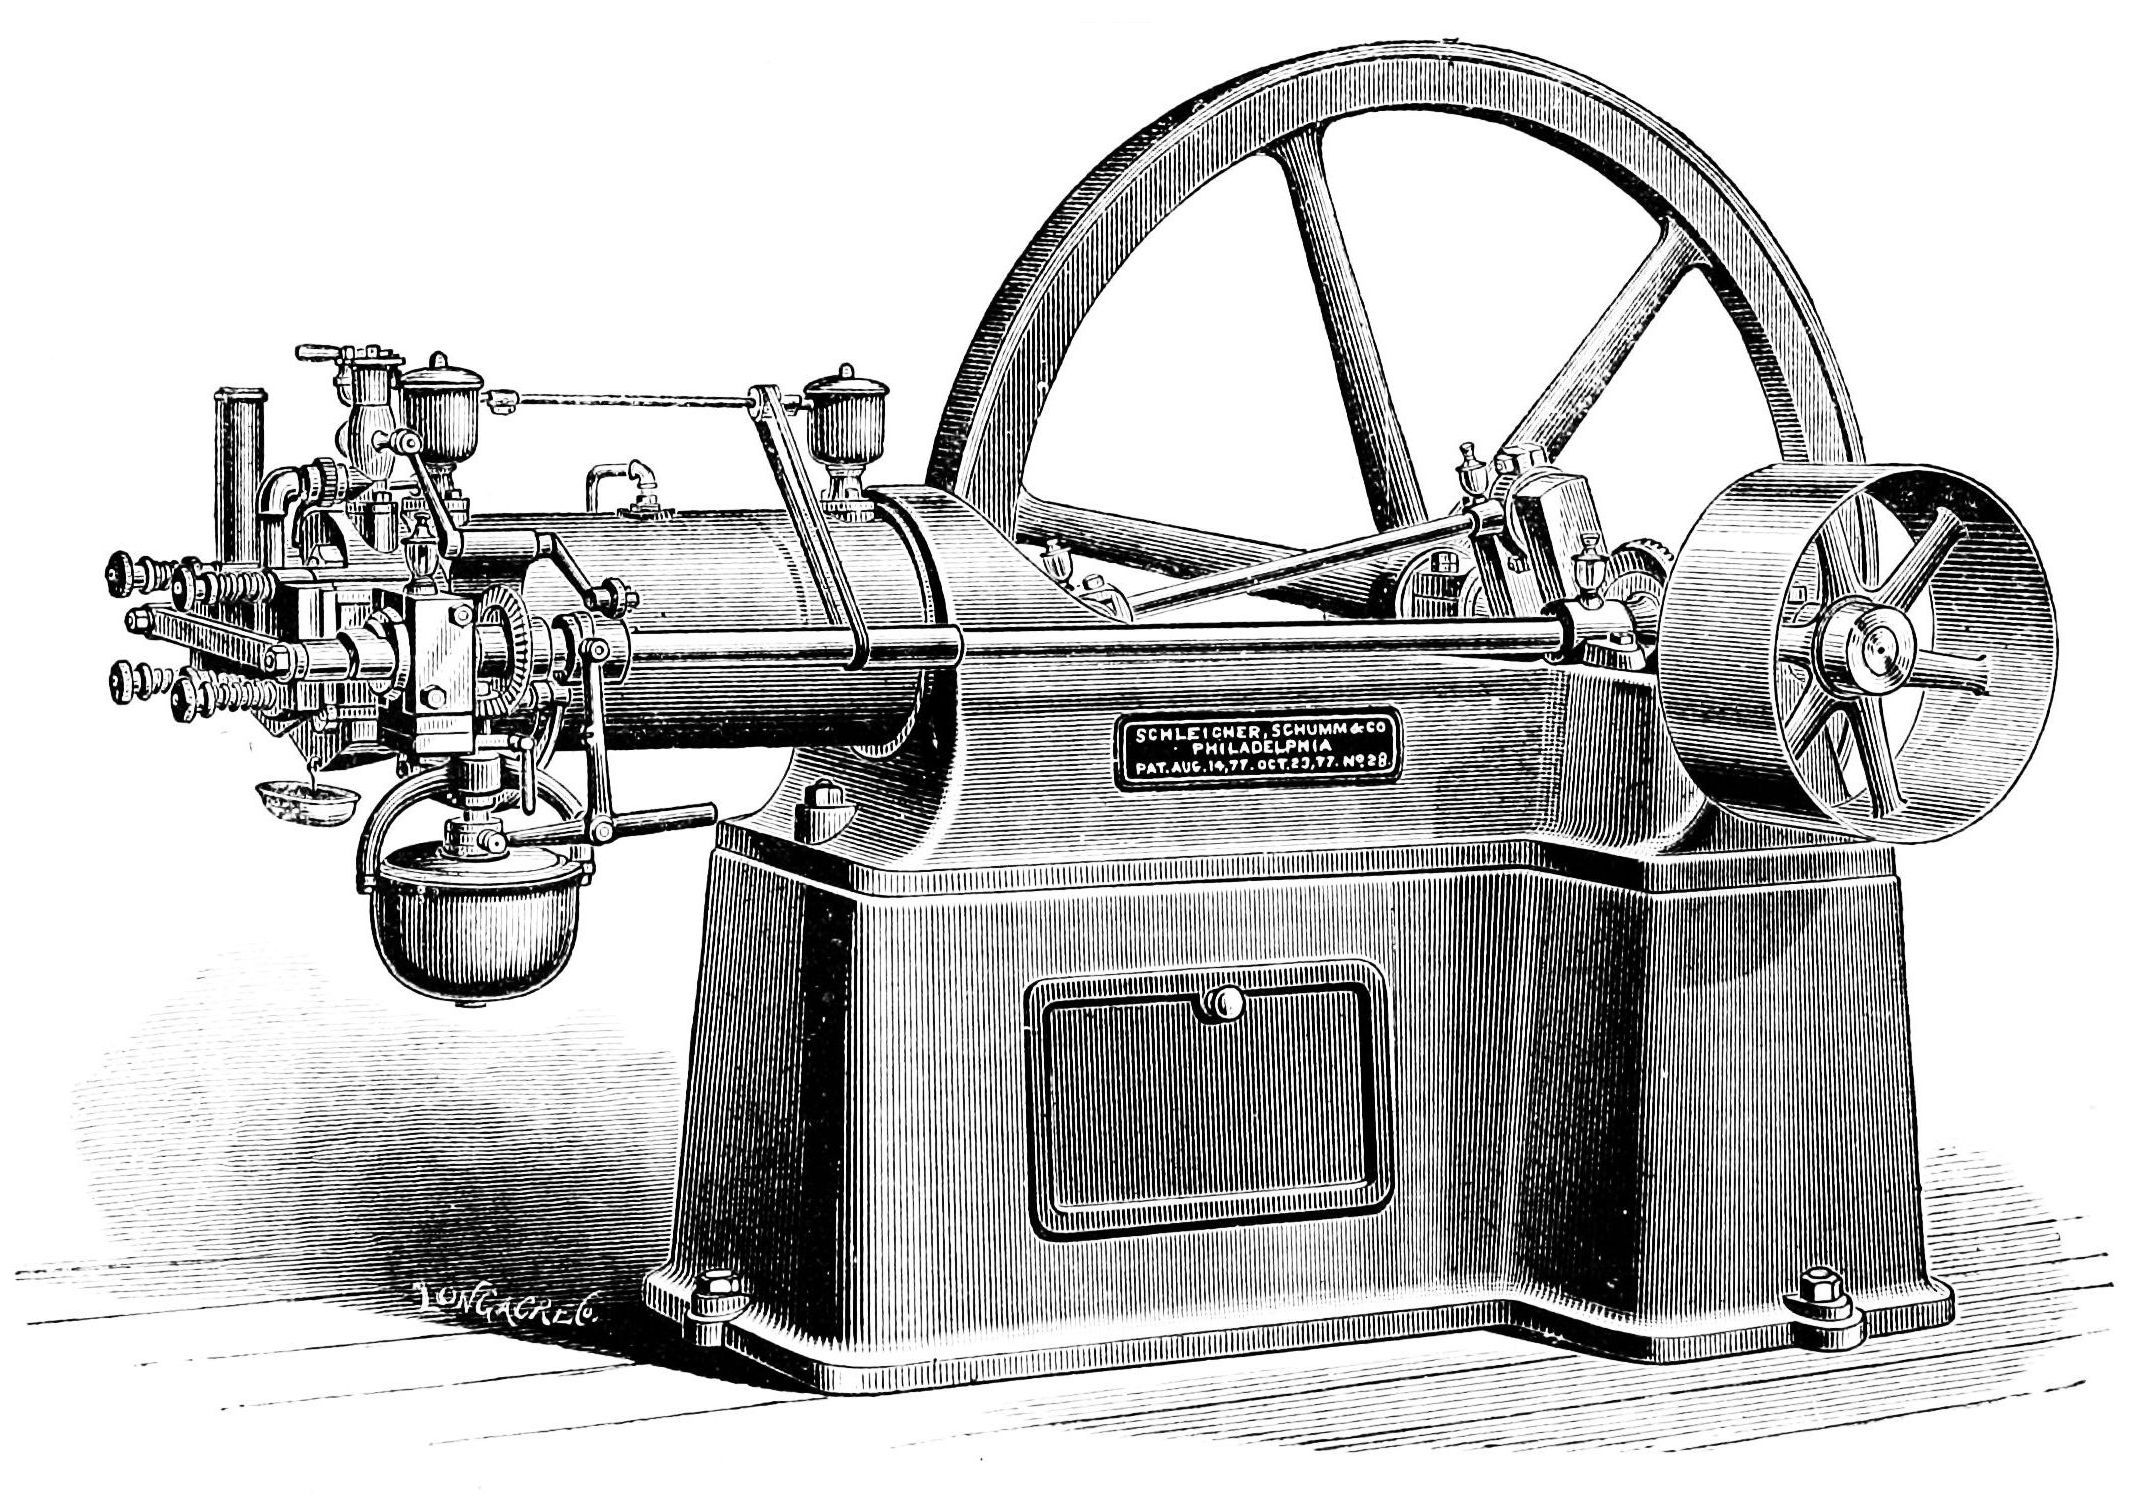 SCHLEICHER, SCHUMM & CO
PHILADELPHIA
PAT. AUG. 14, 77. OCT. 23, 77. No 28.
LONGACRE Co.